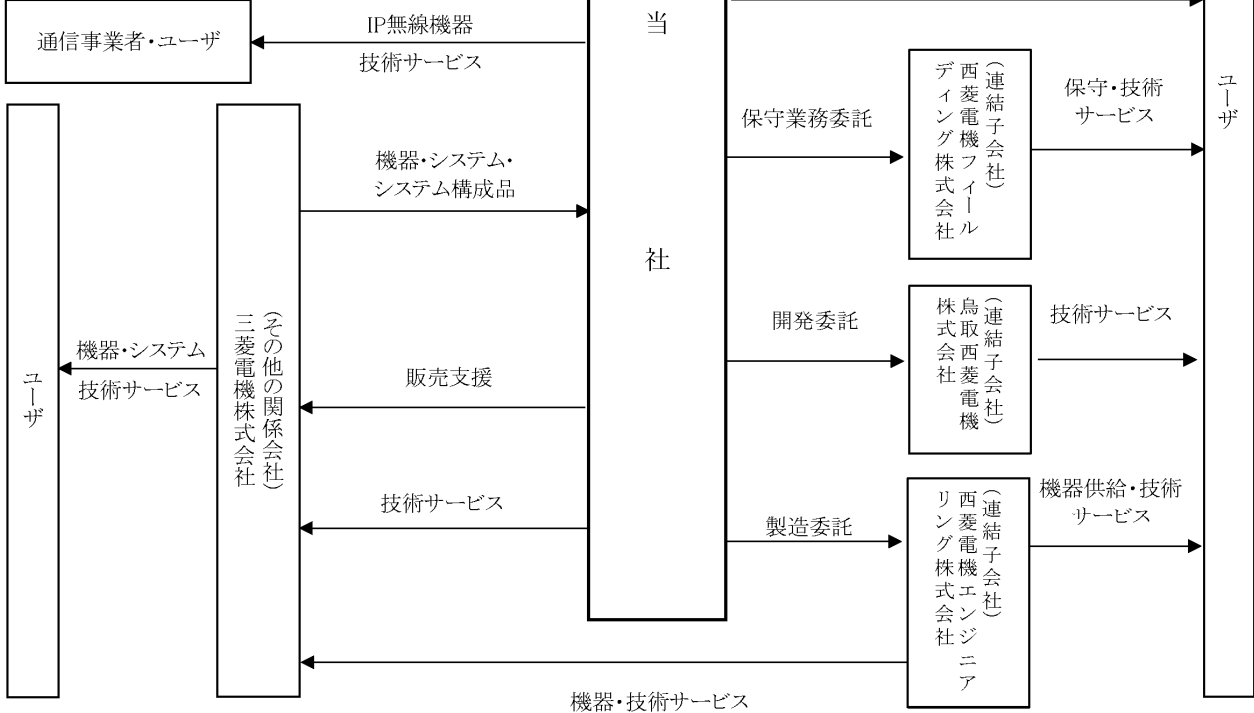 通信事業者・ユーザ
IP無線機器
技術サービス
当
社
ユーザ
機器・システム
技術サービス
(その他の関係会社)
三菱電機株式会社
機器・システム・
システム構成品
販売支援
技術サービス
保守業務委託
(連結子会社)
西菱電機フィール
ディング株式会社
保守・技術
サービス
開発委託
(連結子会社)
鳥取西菱電機
株式会社
技術サービス
製造委託
(連結子会社)
西菱電機エンジニア
リング株式会社
機器供給・技術
サービス
機器・技術サービス
ユーザ